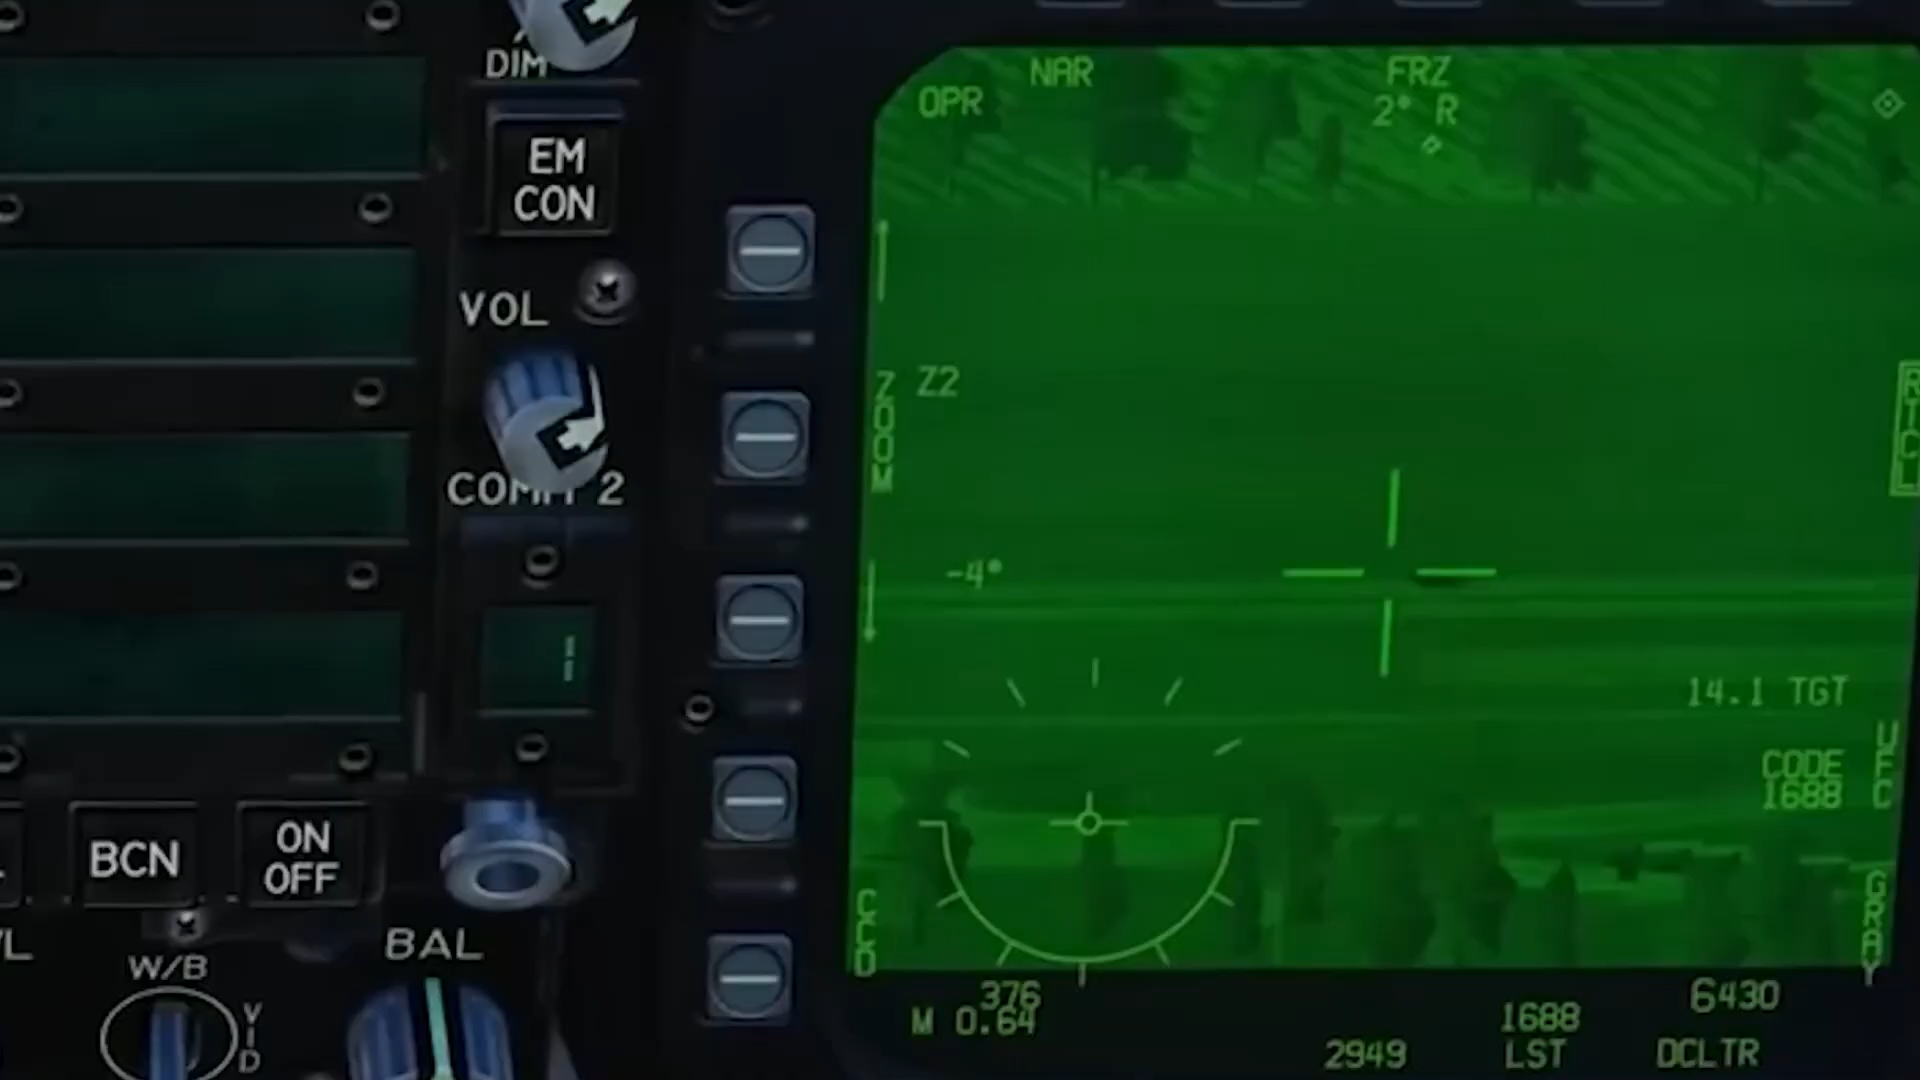 DIM
EM
CON
VOL
COMM 2
BCN
ON
OFF
BAL
W/B
VID
NAR
FRZ
OPR
2° R
Z2
ZOOM
RTCL
-4°
14.1 TGT
UFC
CODE
1688
CCD
GRAY
376
M 0.64
6430
1688
2949
LST
DCLTR